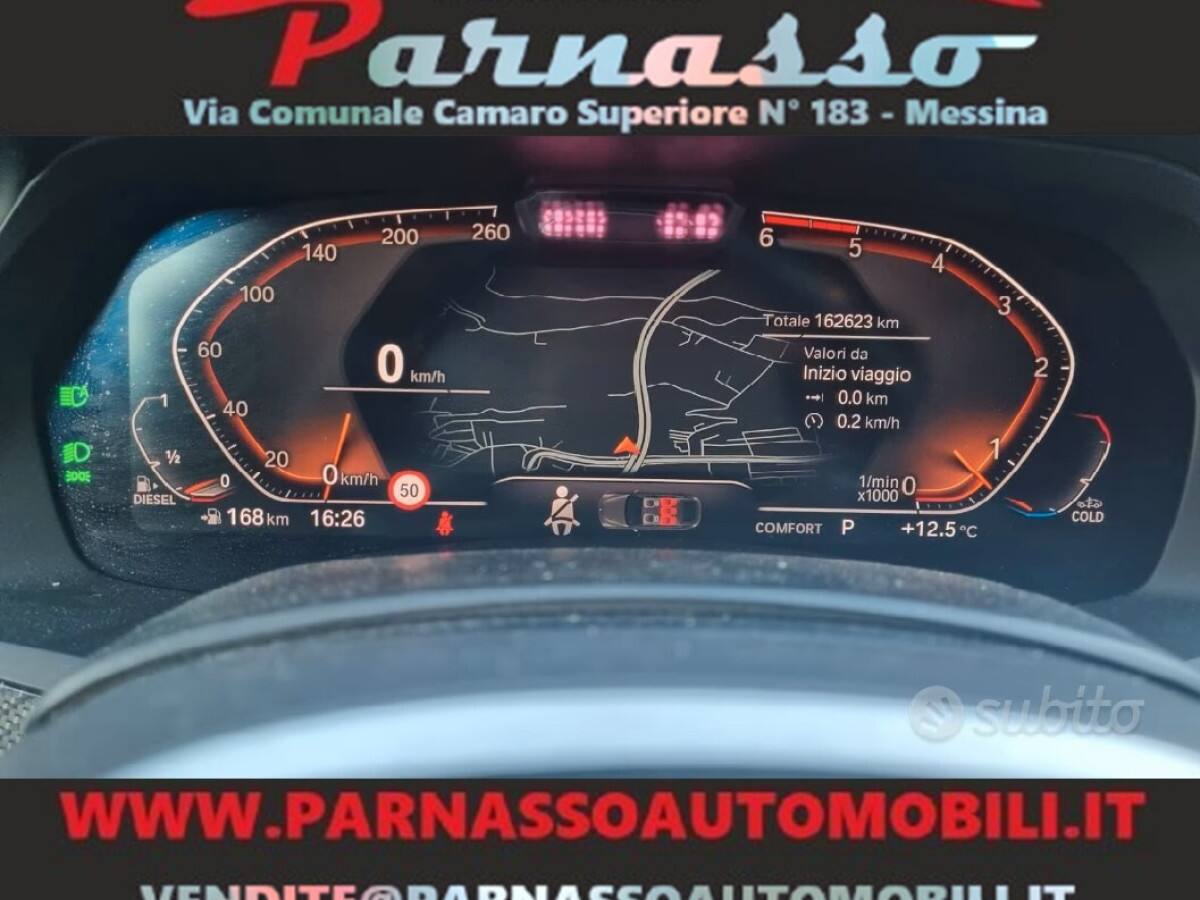 Parnasso
Via Comunale Camaro Superiore N° 183 - Messina
260
200
140
100
60
40
20
0 km/h
0 km/h
50
6
5
4
3
2
1
0
1/min
x1000
Totale 162623 km
Valori da
Inizio viaggio
0.0 km
0.2 km/h
1
½
0
DIESEL
168 km
16:26
COMFORT P
+12.5 °C
COLD
subito
WWW.PARNASSOAUTOMOBILI.IT
VENDITE@PARNASSOAUTOMOBILI.IT